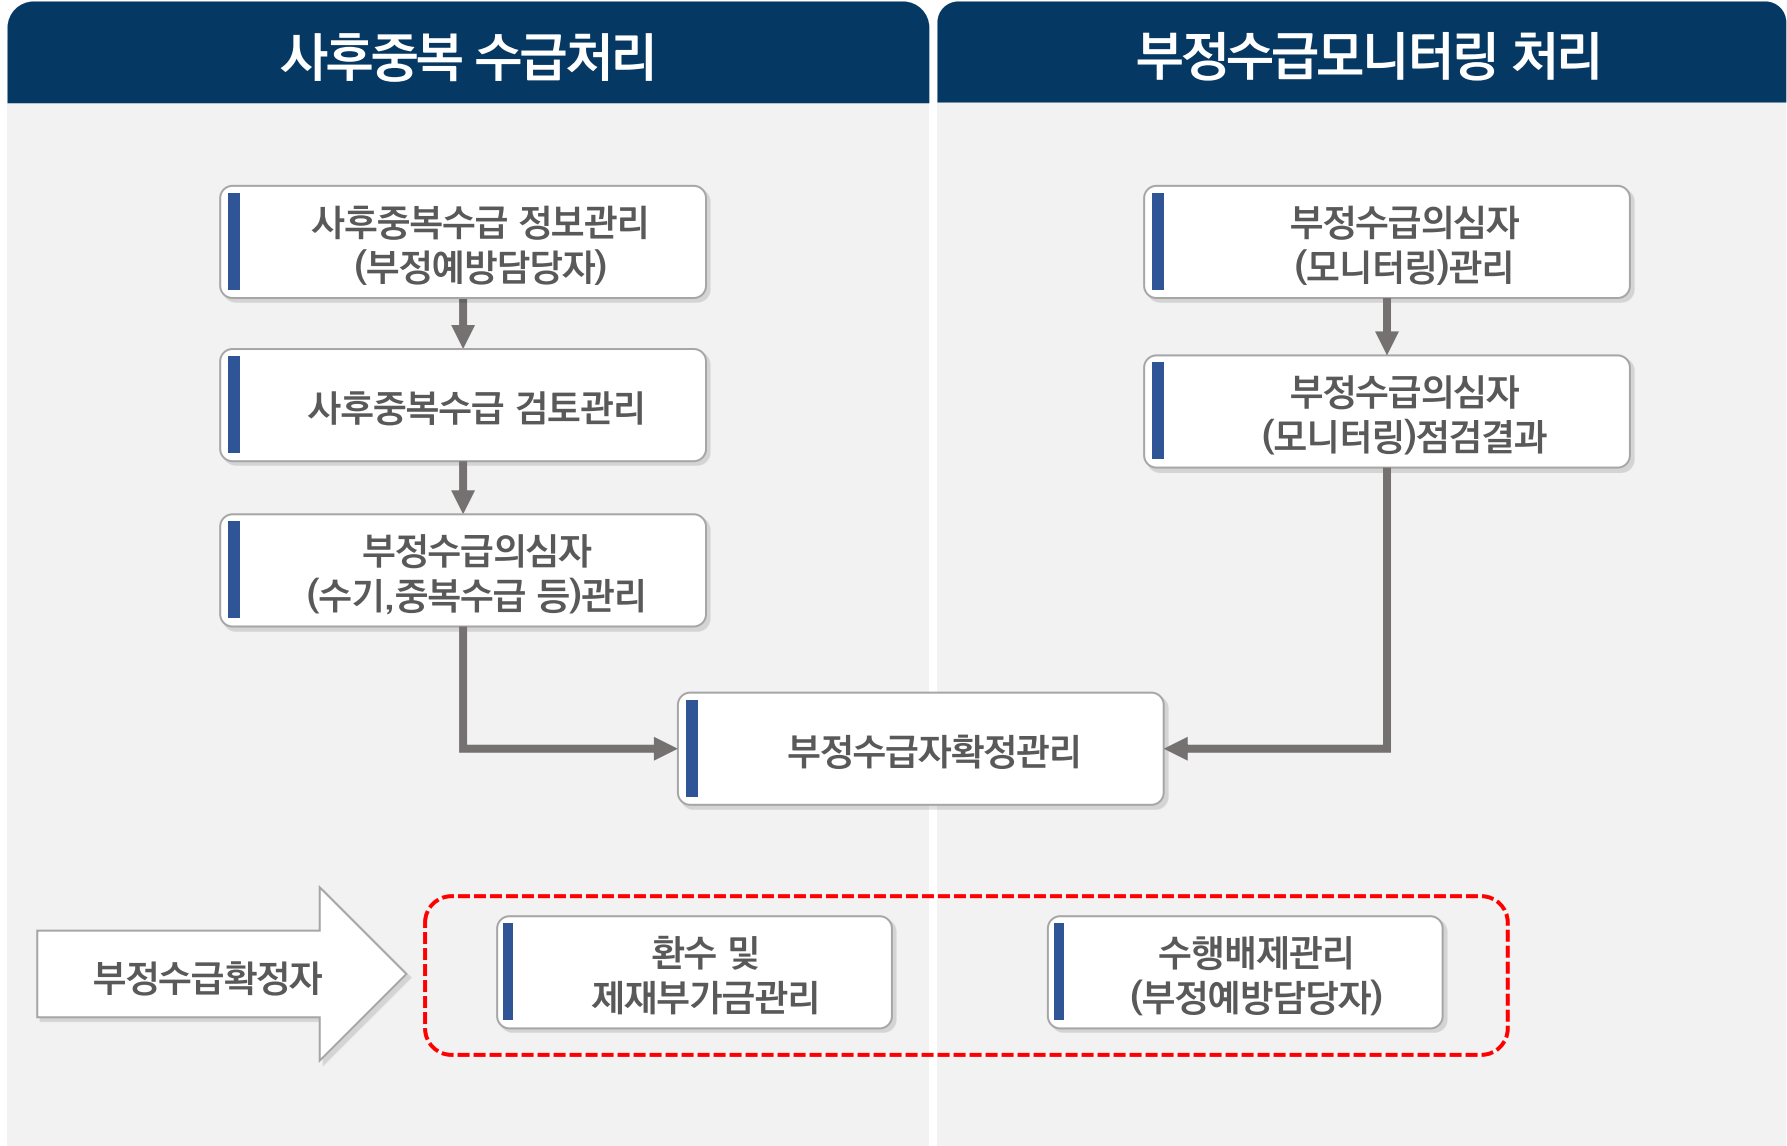 사후중복 수급처리
사후중복수급 정보관리
(부정예방담당자)
사후중복수급 검토관리
부정수급의심자
(수기,중복수급 등)관리
부정수급모니터링 처리
부정수급의심자
(모니터링)관리
부정수급의심자
(모니터링)점검결과
부정수급자확정관리
부정수급확정자
환수 및
제재부가금관리
수행배제관리
(부정예방담당자)